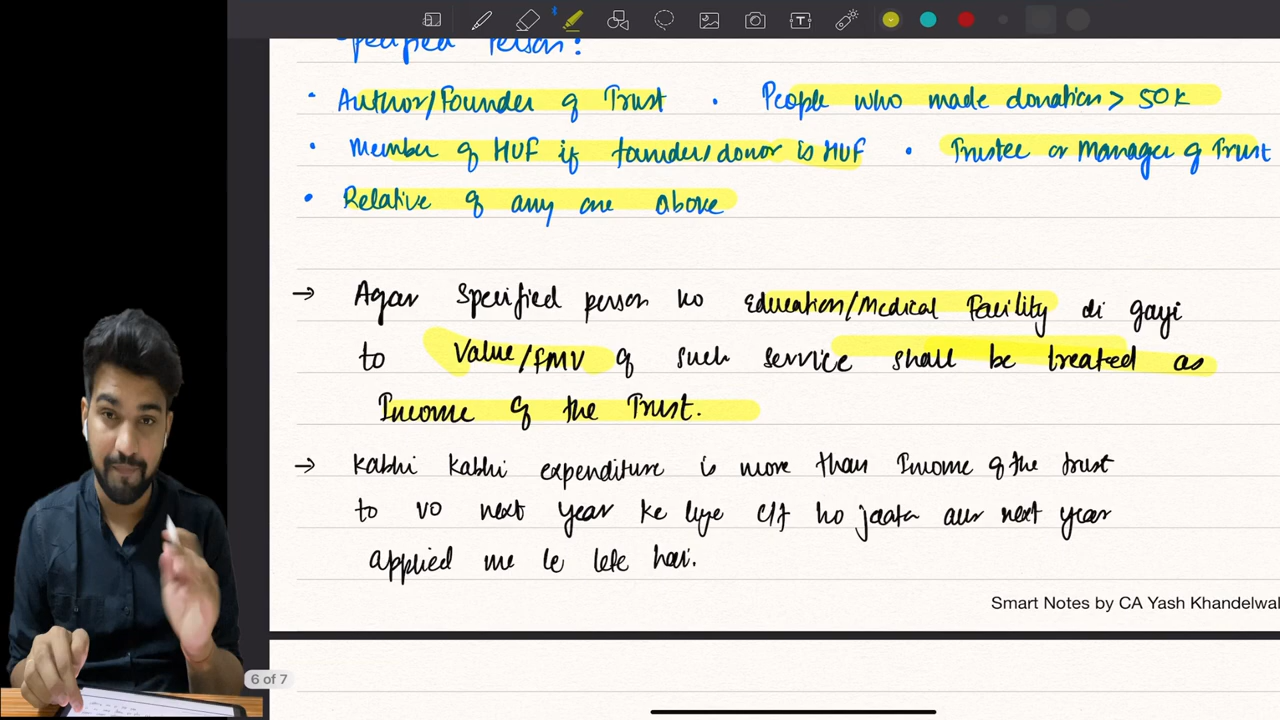 Specified Person:
• Author/Founder of Trust • People who made donation > 50K
• Member of HUF if founder/donor is HUF • Trustee or Manager of Trust
• Relative of any one above
→ Agar Specified person ko Education/Medical Facility di gayi
to Value/FMV of such service shall be treated as
Income of the Trust.
→ Kabhi Kabhi expenditure is more than Income of the trust
to vo next year ke liye c/f ho jaata aur next year
applied me le lete hai.
Smart Notes by CA Yash Khandelwal
6 of 7